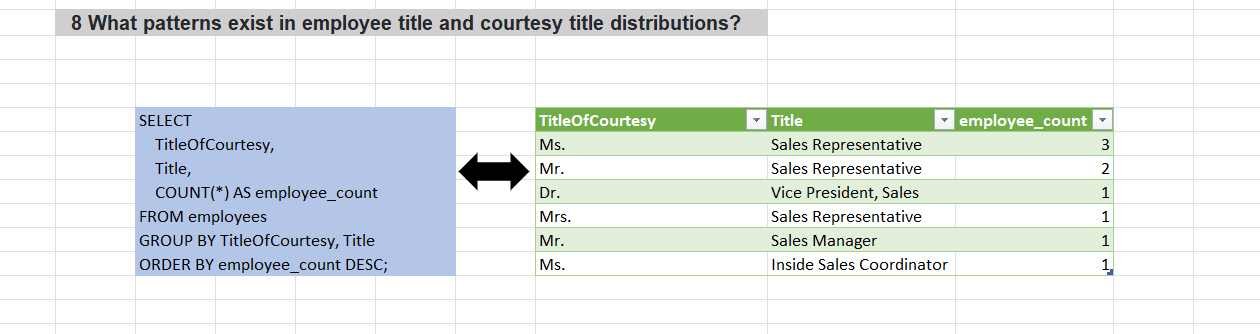 8 What patterns exist in employee title and courtesy title distributions?
SELECT
TitleOfCourtesy,
Title,
COUNT(*) AS employee_count
FROM employees
GROUP BY TitleOfCourtesy, Title
ORDER BY employee_count DESC;
TitleOfCourtesy Title employee_count
Ms. Sales Representative 3
Mr. Sales Representative 2
Dr. Vice President, Sales 1
Mrs. Sales Representative 1
Mr. Sales Manager 1
Ms. Inside Sales Coordinator 1